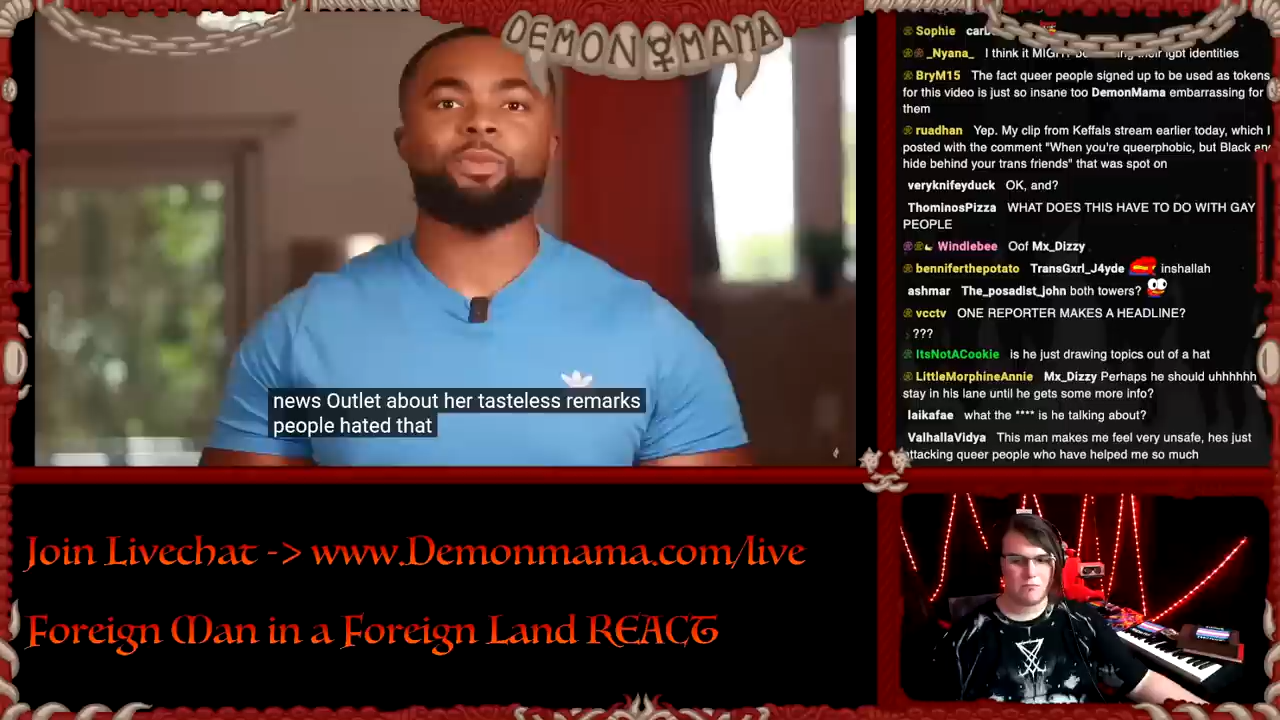 DEMON MAMA
Sophie
_Nyana_ I think it MIGHT their lgbt identities
BryM15 The fact queer people signed up to be used as tokens
for this video is just so insane too DemonMama embarrassing for
them
ruadhan Yep. My clip from Keffals stream earlier today, which I
posted with the comment "When you're queerphobic, but Black and
hide behind your trans friends" that was spot on
veryknifeyduck OK, and?
ThominosPizza WHAT DOES THIS HAVE TO DO WITH GAY
PEOPLE
Windlebee Oof Mx_Dizzy
benniferthepotato TransGxrl_J4yde inshallah
ashmar The_posadist_john both towers?
vcctv ONE REPORTER MAKES A HEADLINE?
???
ItsNotACookie is he just drawing topics out of a hat
LittleMorphineAnnie Mx_Dizzy Perhaps he should uhhhhh
stay in his lane until he gets some more info?
laikafae what the **** is he talking about?
ValhallaVidya This man makes me feel very unsafe, hes just
attacking queer people who have helped me so much
news Outlet about her tasteless remarks
people hated that
Join Livechat -> www.Demonmama.com/live
Foreign Man in a Foreign Land REACT